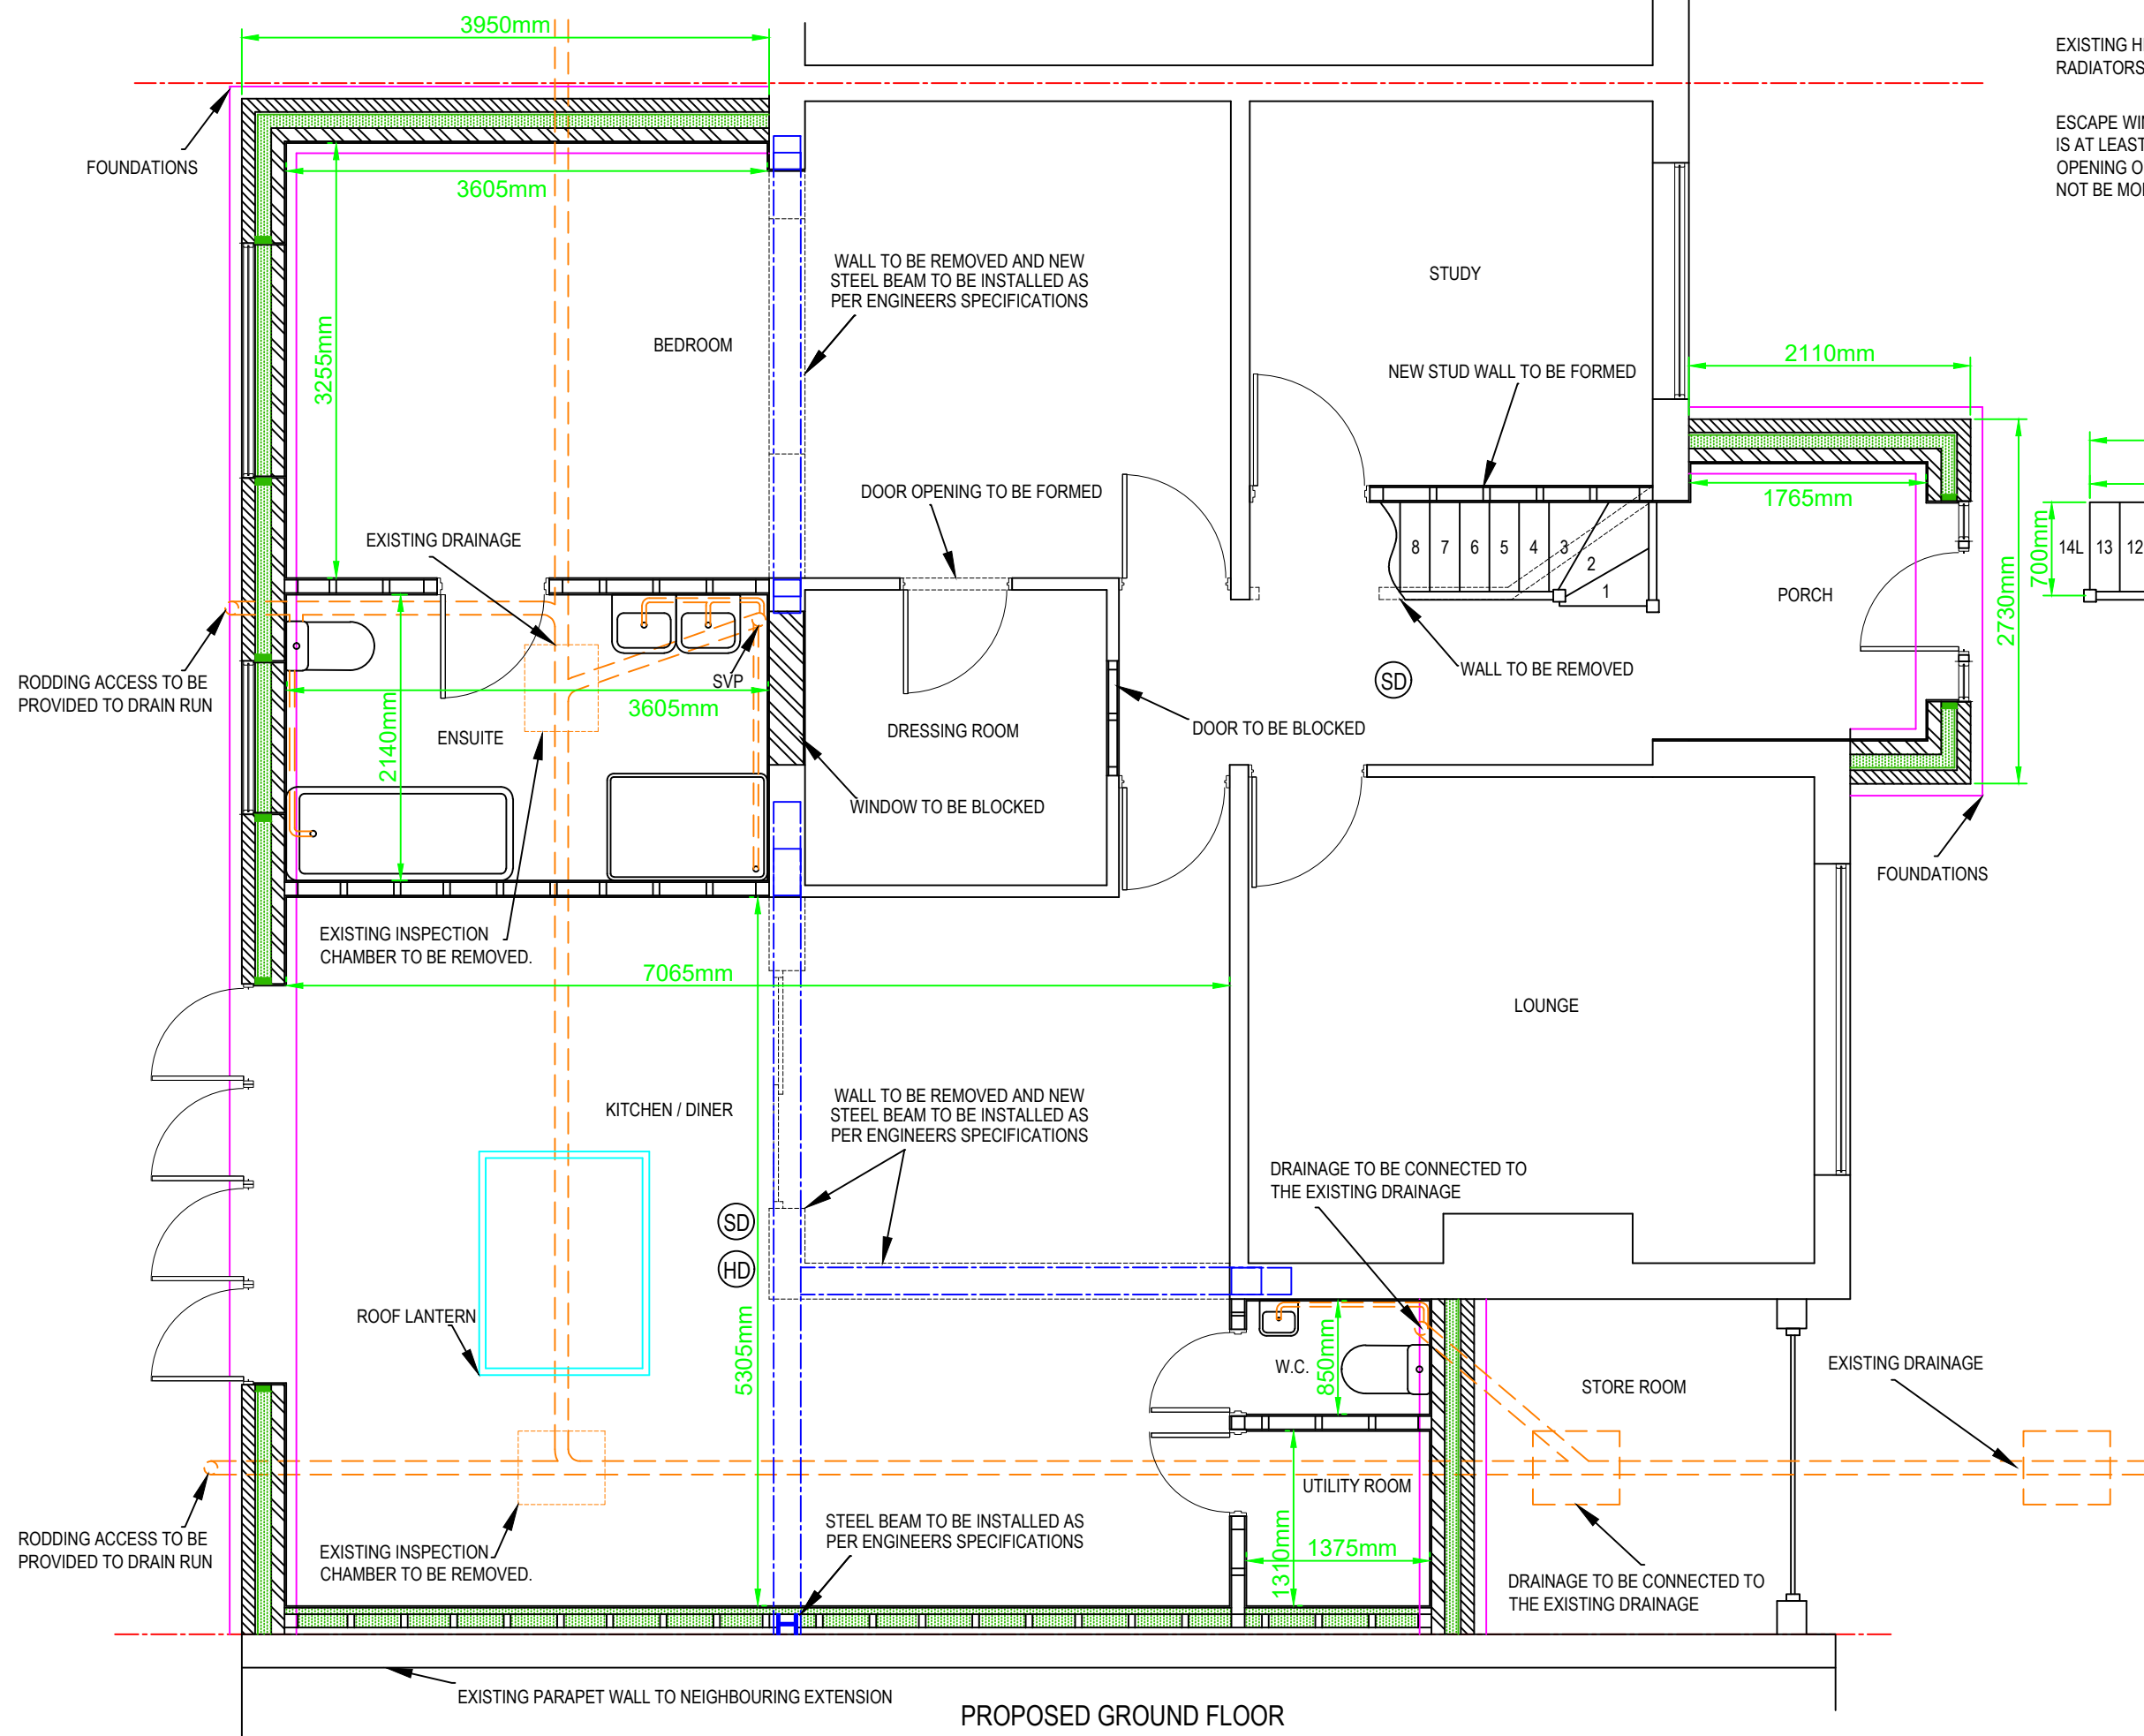 3950mm
EXISTING
RADIATORS
ESCAPE
IS AT LEAST
OPENING
NOT BE
FOUNDATIONS
3605mm
3255mm
BEDROOM
WALL TO BE REMOVED AND NEW
STEEL BEAM TO BE INSTALLED AS
PER ENGINEERS SPECIFICATIONS
STUDY
NEW STUD WALL TO BE FORMED
2110mm
1765mm
DOOR OPENING TO BE FORMED
EXISTING DRAINAGE
8 7 6 5 4 3
2
1
PORCH
2730mm
700mm
14L 13 12
WALL TO BE REMOVED
SD
RODDING ACCESS TO BE
PROVIDED TO DRAIN RUN
SVP
3605mm
2140mm
ENSUITE
DRESSING ROOM
DOOR TO BE BLOCKED
WINDOW TO BE BLOCKED
FOUNDATIONS
EXISTING INSPECTION
CHAMBER TO BE REMOVED.
7065mm
LOUNGE
KITCHEN / DINER
WALL TO BE REMOVED AND NEW
STEEL BEAM TO BE INSTALLED AS
PER ENGINEERS SPECIFICATIONS
DRAINAGE TO BE CONNECTED TO
THE EXISTING DRAINAGE
SD
HD
ROOF LANTERN
5305mm
W.C.
850mm
STORE ROOM
EXISTING DRAINAGE
UTILITY ROOM
1310mm
1375mm
RODDING ACCESS TO BE
PROVIDED TO DRAIN RUN
EXISTING INSPECTION
CHAMBER TO BE REMOVED.
STEEL BEAM TO BE INSTALLED AS
PER ENGINEERS SPECIFICATIONS
DRAINAGE TO BE CONNECTED TO
THE EXISTING DRAINAGE
EXISTING PARAPET WALL TO NEIGHBOURING EXTENSION
PROPOSED GROUND FLOOR